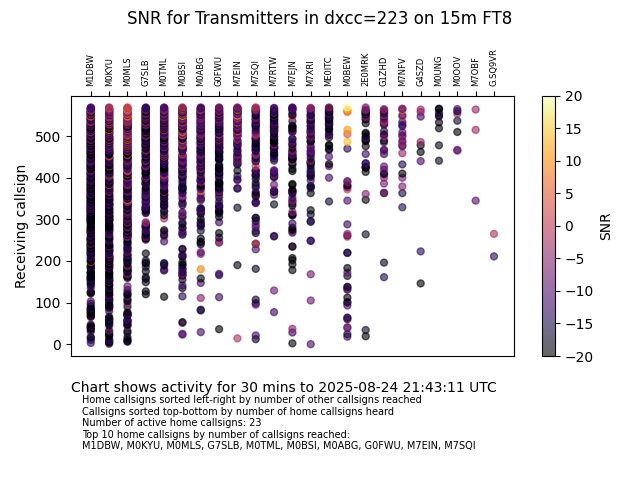 SNR for Transmitters in dxcc=223 on 15m FT8
M1DBW M0KYU M0MLS G7SLB M0TML M0BSI M0ABG G0FWU M7EIN M7SQI M7RTW M7EJN M7XRI ME0ITC M0BEW 2E0MRK G1ZHD M7NFV G4SZD M0UNG M0OOV M7OBF G.SQ9VR
Receiving callsign
500
400
300
200
100
0
20
15
10
5
0
−5
−10
−15
−20
SNR
Chart shows activity for 30 mins to 2025-08-24 21:43:11 UTC
Home callsigns sorted left-right by number of other callsigns reached
Callsigns sorted top-bottom by number of home callsigns heard
Number of active home callsigns: 23
Top 10 home callsigns by number of callsigns reached:
M1DBW, M0KYU, M0MLS, G7SLB, M0TML, M0BSI, M0ABG, G0FWU, M7EIN, M7SQI